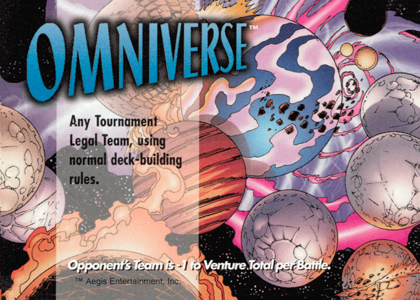 OMNIVERSE™
Any Tournament
Legal Team, using
normal deck-building
rules.
Opponent's Team is -1 to Venture Total per Battle.
™ Aegis Entertainment, Inc.